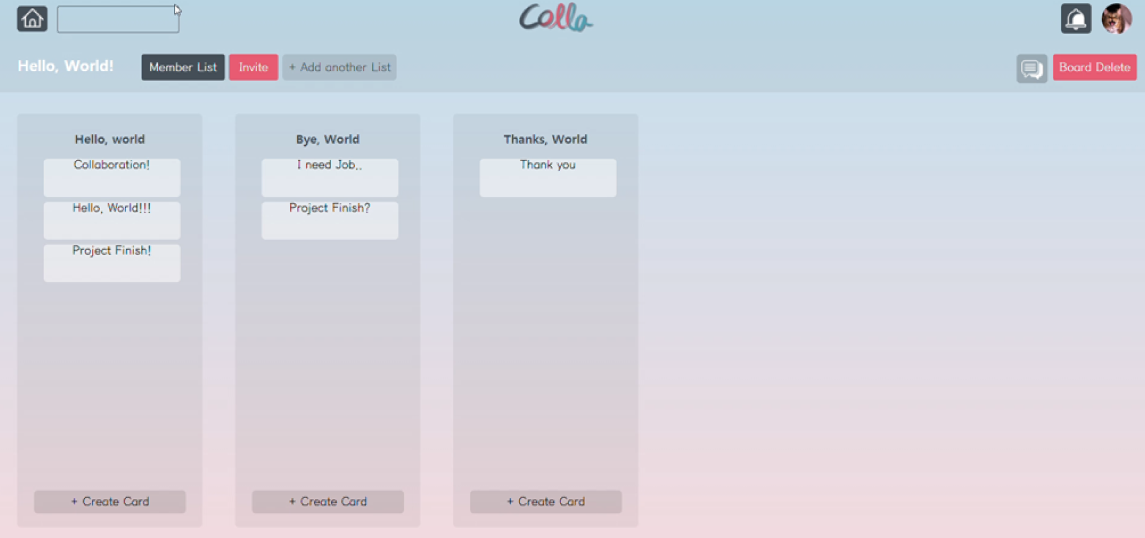 Colla
Hello, World!
Member List
Invite
+ Add another List
Board Delete
Hello, world
Collaboration!
Hello, World!!!
Project Finish!
+ Create Card
Bye, World
I need Job..
Project Finish?
+ Create Card
Thanks, World
Thank you
+ Create Card